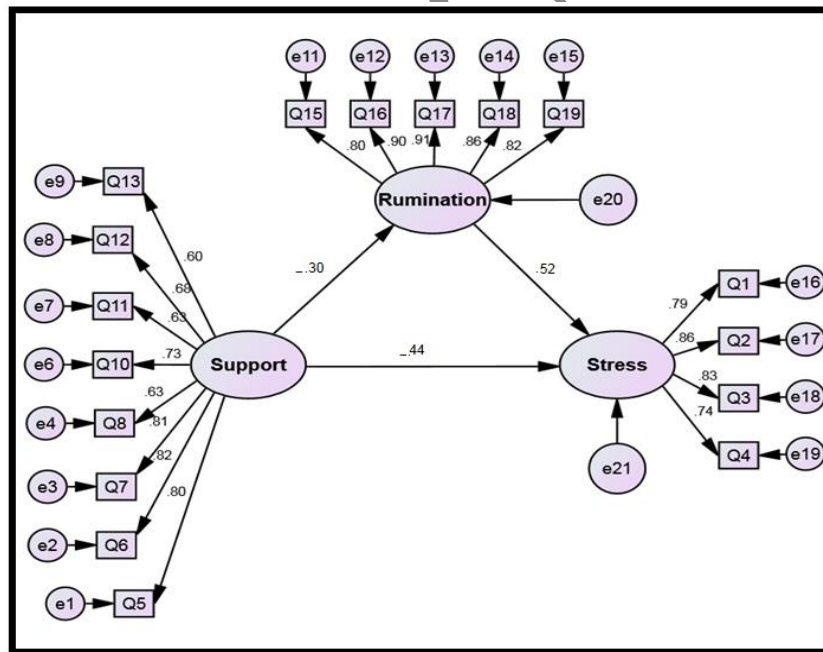 e11 e12 e13 e14 e15
Q15 Q16 Q17 Q18 Q19
.80 .90 .91 .86 .82
Rumination
e20
e9 Q13
.60
e8 Q12
.68
e7 Q11
.63
e6 Q10
.73
e4 Q8
.63
e3 Q7
.81
e2 Q6
.82
e1 Q5
.80
Support
-.30
.52
-.44
Stress
e21
.79 Q1 e16
.86 Q2 e17
.83 Q3 e18
.74 Q4 e19